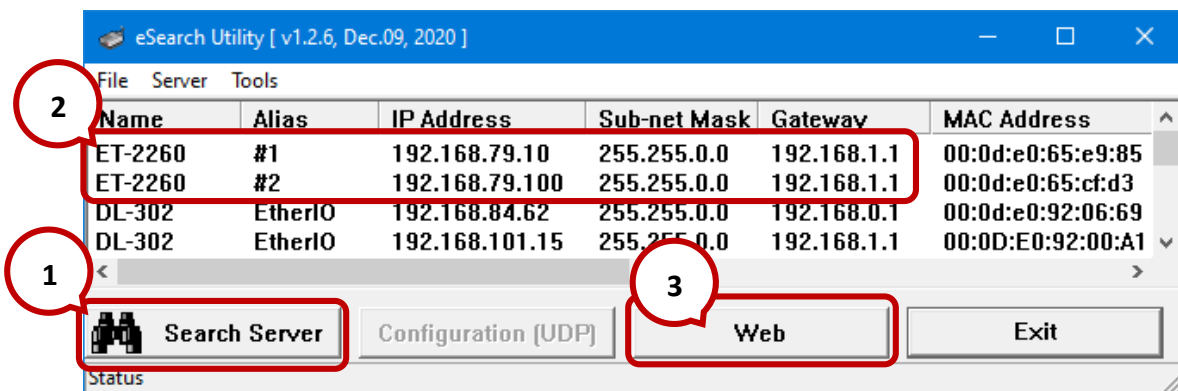 eSearch Utility [ v1.2.6, Dec.09, 2020 ]
File Server Tools
2
Name Alias IP Address Sub-net Mask Gateway MAC Address
ET-2260 #1 192.168.79.10 255.255.0.0 192.168.1.1 00:0d:e0:65:e9:85
ET-2260 #2 192.168.79.100 255.255.0.0 192.168.1.1 00:0d:e0:65:cf:d3
DL-302 EtherIO 192.168.84.62 255.255.0.0 192.168.0.1 00:0d:e0:92:06:69
DL-302 EtherIO 192.168.101.15 255.255.0.0 192.168.1.1 00:0D:E0:92:00:A1
1
3
Search Server Configuration (UDP) Web Exit
Status